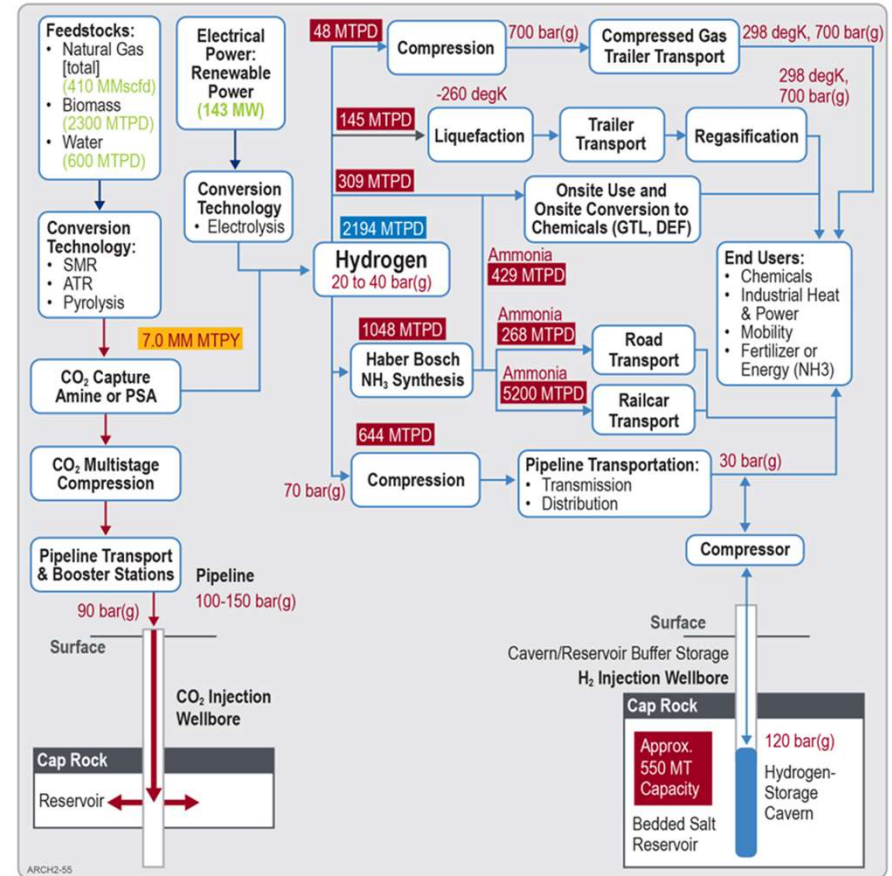 Feedstocks:
• Natural Gas
[total]
(410 MMscfd)
• Biomass
(2300 MTPD)
• Water
(600 MTPD)
Electrical
Power:
Renewable
Power
(143 MW)
Conversion
Technology
• Electrolysis
Conversion
Technology:
• SMR
• ATR
• Pyrolysis
7.0 MM MTPY
CO₂ Capture
Amine or PSA
CO₂ Multistage
Compression
Pipeline Transport
& Booster Stations
Pipeline
100-150 bar(g)
90 bar(g)
Surface
CO₂ Injection
Wellbore
Cap Rock
Reservoir
ARCH2-55
48 MTPD
Compression
700 bar(g)
Compressed Gas
Trailer Transport
298 degK, 700 bar(g)
145 MTPD
-260 degK
Liquefaction
Trailer
Transport
Regasification
298 degK,
700 bar(g)
309 MTPD
Onsite Use and
Onsite Conversion to
Chemicals (GTL, DEF)
2194 MTPD
Hydrogen
20 to 40 bar(g)
Ammonia
429 MTPD
End Users:
• Chemicals
• Industrial Heat
& Power
• Mobility
• Fertilizer or
Energy (NH3)
1048 MTPD
Haber Bosch
NH₃ Synthesis
Ammonia
268 MTPD
Road
Transport
Ammonia
5200 MTPD
Railcar
Transport
644 MTPD
70 bar(g)
Compression
Pipeline Transportation:
• Transmission
• Distribution
30 bar(g)
Compressor
Surface
Cavern/Reservoir Buffer Storage
H₂ Injection Wellbore
Cap Rock
Approx.
550 MT
Capacity
120 bar(g)
Hydrogen-
Storage
Cavern
Bedded Salt
Reservoir